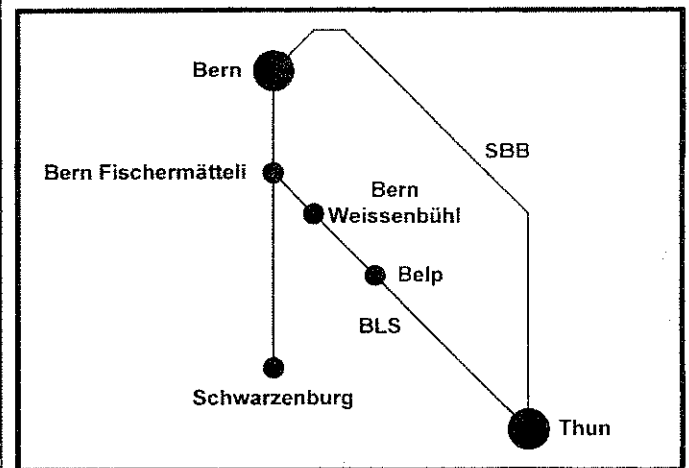 Bern
SBB
Bern Fischermätteli
Bern
Weissenbühl
Belp
BLS
Schwarzenburg
Thun